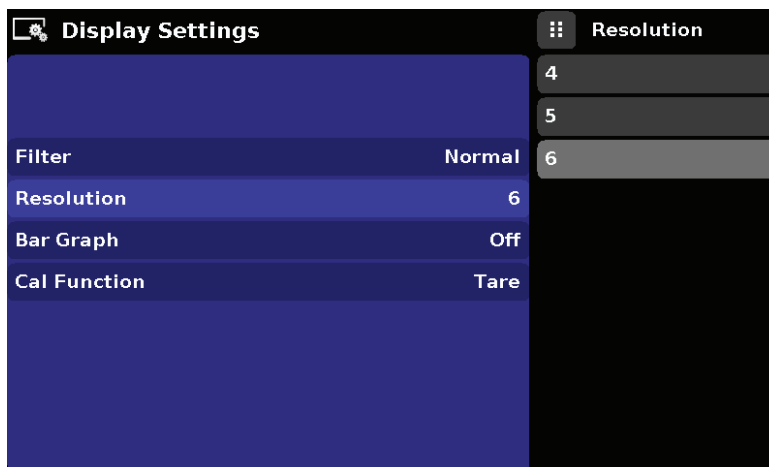 Display Settings
Filter Normal
Resolution 6
Bar Graph Off
Cal Function Tare
Resolution
4
5
6